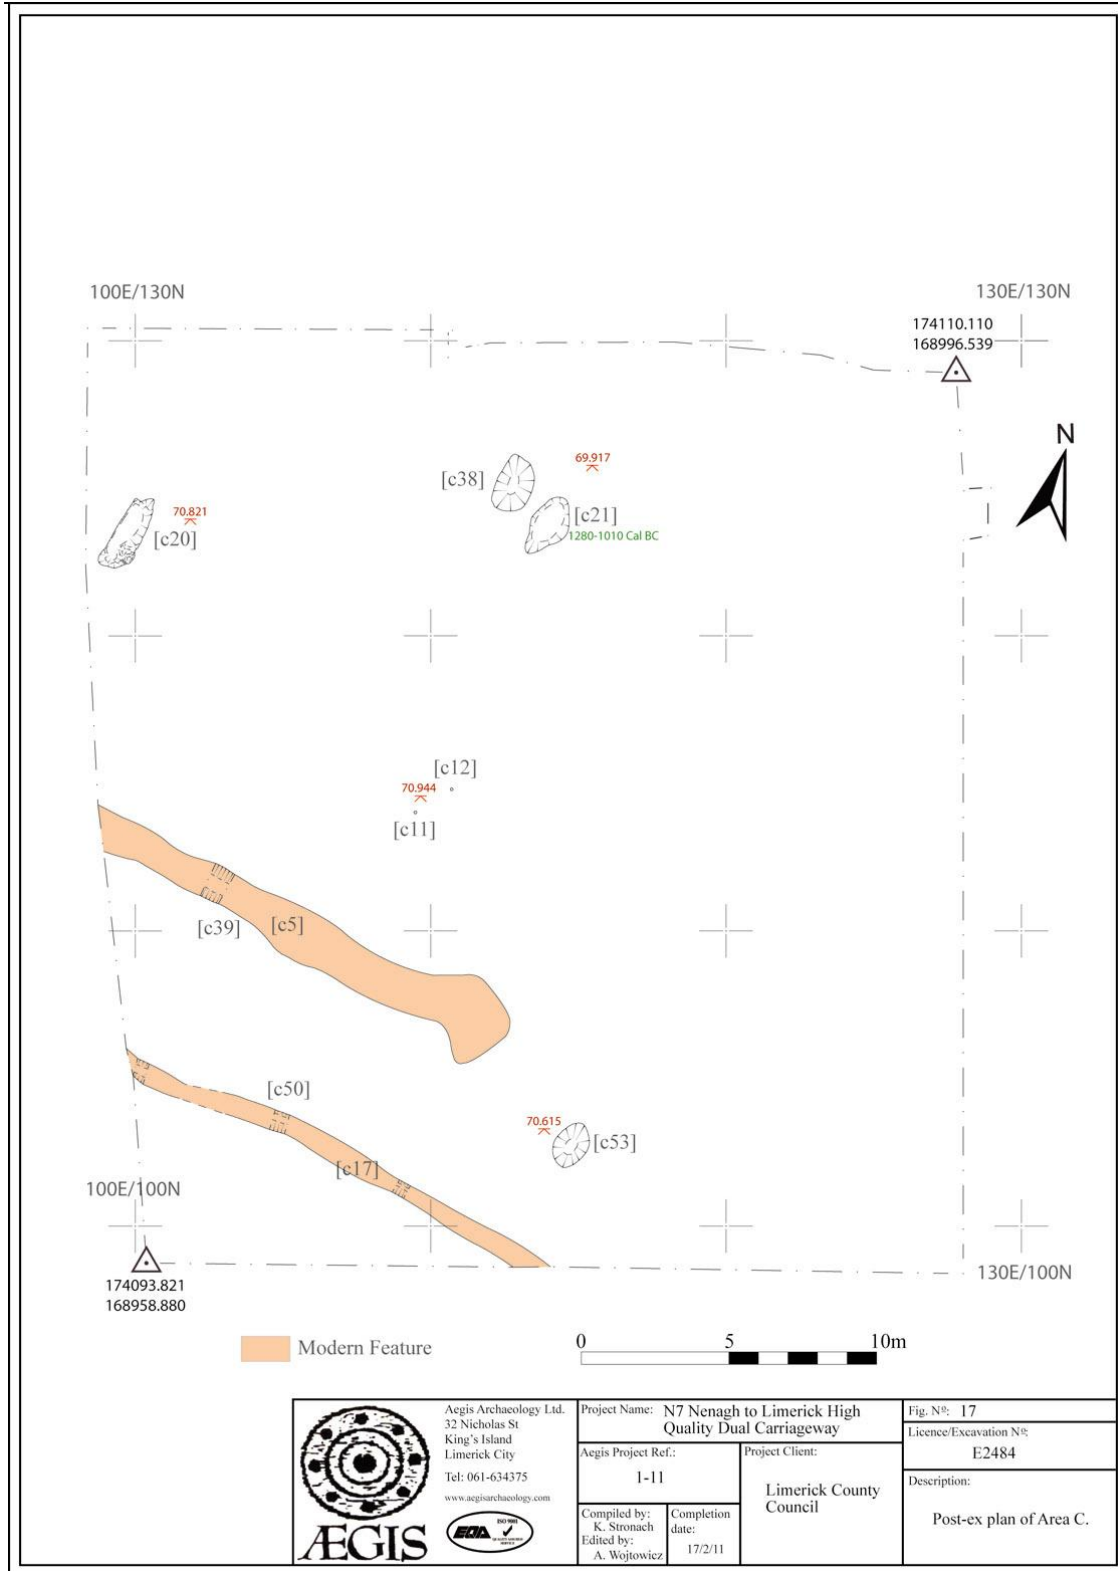 100E/130N
130E/130N
174110.110
168996.539
N
69.917
[c38]
[c21]
1280-1010 Cal BC
70.821
[c20]
[c12]
70.944
[c11]
[c39]
[c5]
[c50]
70.615
[c53]
[c17]
100E/100N
130E/100N
174093.821
168958.880
Modern Feature
0 5 10m
ÆGIS
Aegis Archaeology Ltd.
32 Nicholas St
King's Island
Limerick City
Tel: 061-634375
www.aegisarchaeology.com
EQA
ISO 9001
Project Name: N7 Nenagh to Limerick High
Quality Dual Carriageway
Aegis Project Ref.:
1-11
Project Client:
Limerick County
Council
Compiled by:
K. Stronach
Edited by:
A. Wojtowicz
Completion
date:
17/2/11
Fig. Nº: 17
Licence/Excavation Nº:
E2484
Description:
Post-ex plan of Area C.